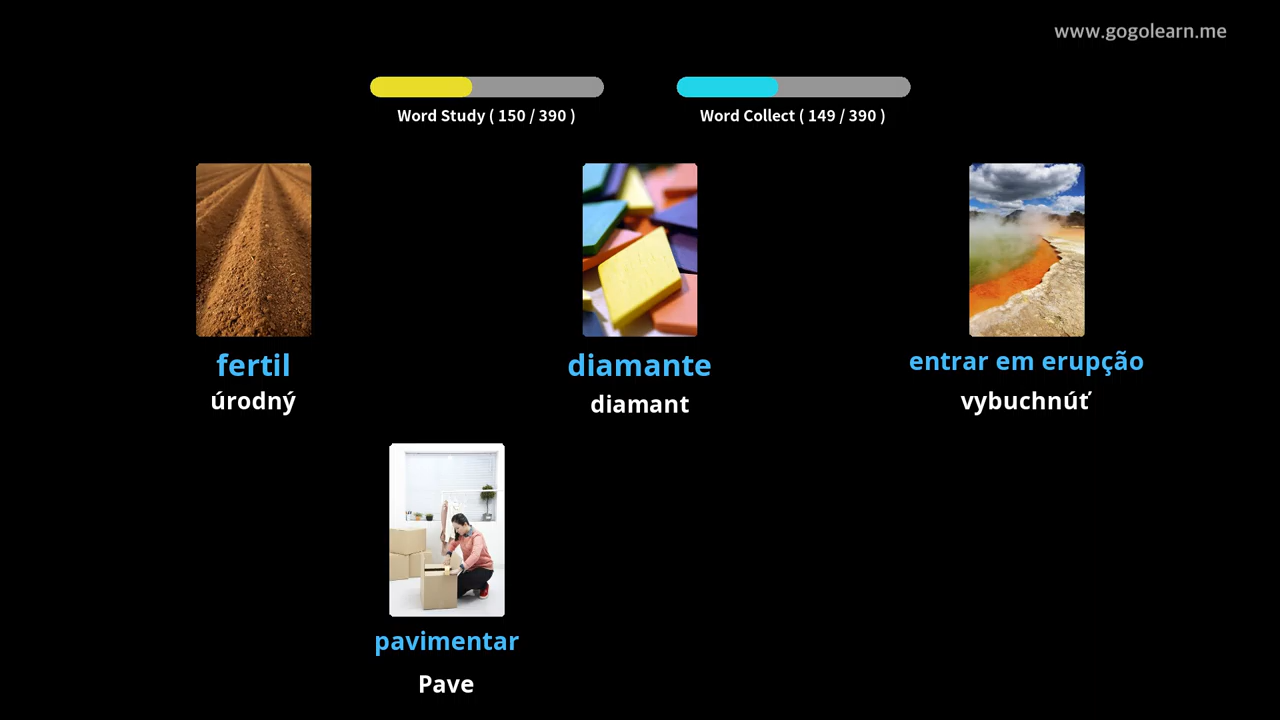 www.gogolearn.me
Word Study ( 150 / 390 )
Word Collect ( 149 / 390 )
fertil
úrodný
diamante
diamant
entrar em erupção
vybuchnúť
pavimentar
Pave